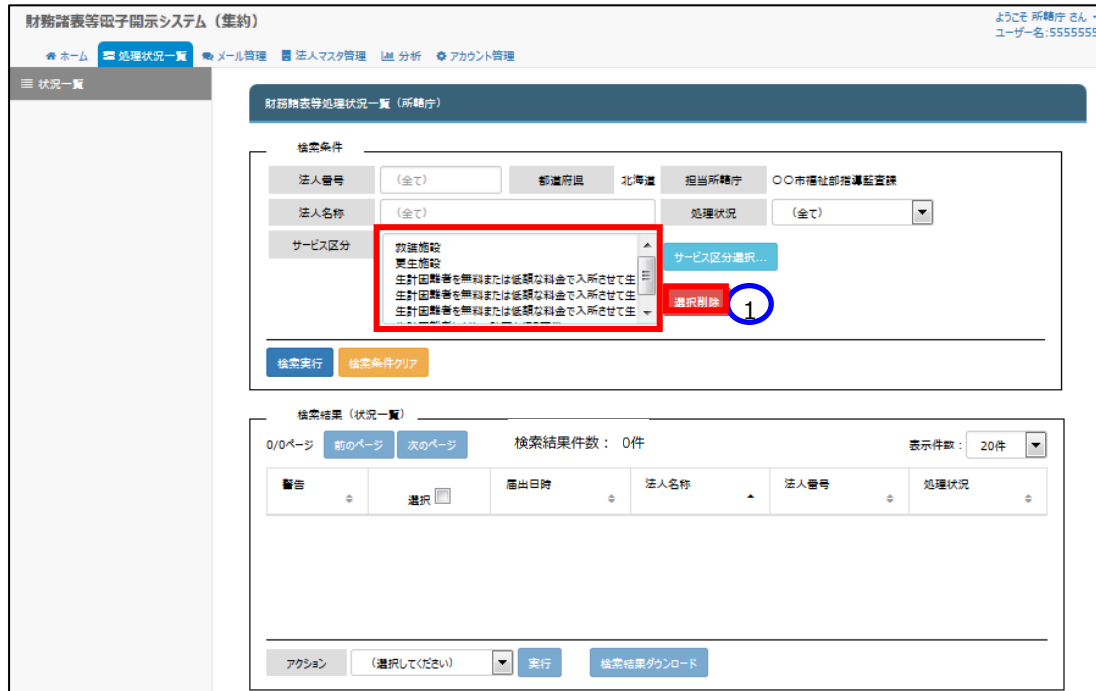 財務諸表等電子開示システム（集約）
ようこそ 所轄庁 さん
ユーザー名:5555555
ホーム 処理状況一覧 メール管理 法人マスタ管理 分析 アカウント管理
状況一覧
財務諸表等処理状況一覧（所轄庁）
検索条件
法人番号 （全て） 都道府県 北海道 担当所轄庁 〇〇市福祉部指導監査課
法人名称 （全て） 処理状況 （全て）
サービス区分
救護施設
更生施設
生計困難者を無料または低額な料金で入所させて生
生計困難者を無料または低額な料金で入所させて生
生計困難者を無料または低額な料金で入所させて生
サービス区分選択...
選択削除 1
検索実行 検索条件クリア
検索結果（状況一覧）
0/0ページ 前のページ 次のページ 検索結果件数： 0件 表示件数： 20件
警告 選択 届出日時 法人名称 法人番号 処理状況
アクション （選択してください） 実行 検索結果ダウンロード